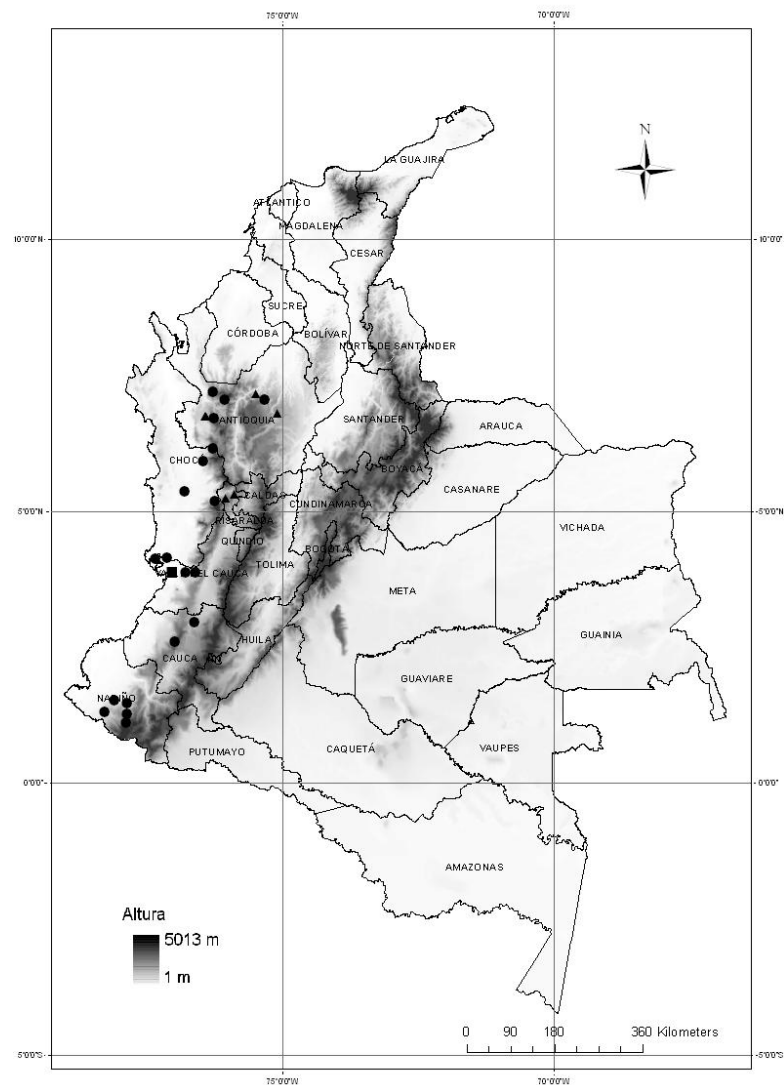 75°0'0"W 70°0'0"W
N
LA GUAJIRA
ATLANTICO
MAGDALENA
10°0'0"N 10°0'0"N
CESAR
SUCRE
CÓRDOBA BOLÍVAR
NORTE DE SANTANDER
ANTIOQUIA SANTANDER ARAUCA
CHOCO BOYACA
CASANARE
CALDAS CUNDINAMARCA
5°0'0"N 5°0'0"N
RISARALDA VICHADA
QUINDIO BOGOTA
TOLIMA
EL CAUCA
META
GUAINIA
HUILA
CAUCA
GUAVIARE
NARIÑO
PUTUMAYO CAQUETÁ VAUPES
0°0'0" 0°0'0"
AMAZONAS
Altura
5013 m
1 m
0 90 180 360 Kilometers
5°0'0"S 5°0'0"S
75°0'0"W 70°0'0"W